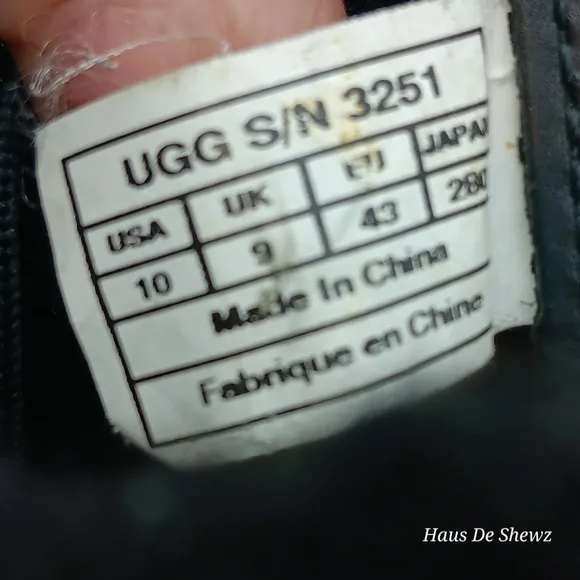 UGG S/N 3251
USA UK EU JAPAN
10 9 43 280
Made In China
Fabrique en Chine
Haus De Shewz